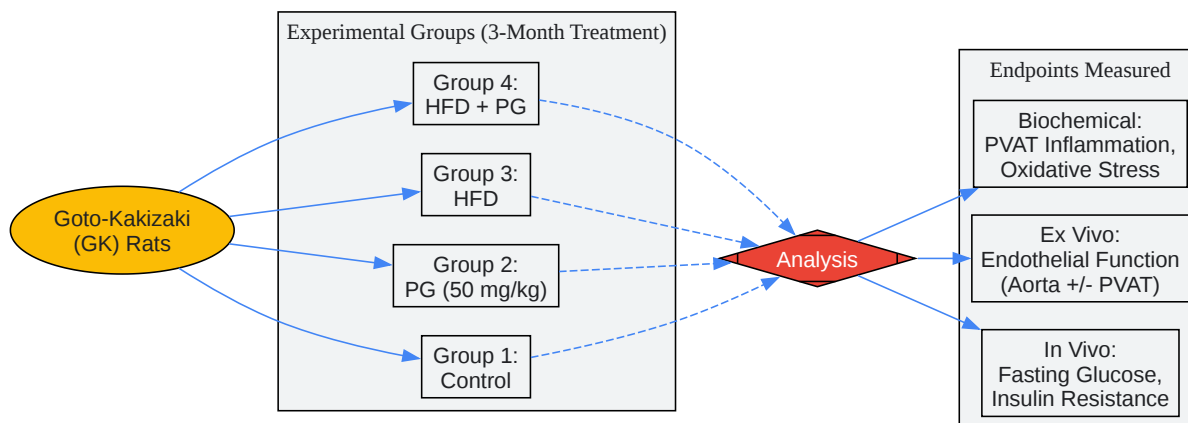 Experimental Groups (3-Month Treatment)
Group 4:
HFD + PG
Group 3:
HFD
Group 2:
PG (50 mg/kg)
Group 1:
Control
Goto-Kakizaki
(GK) Rats
Analysis
Endpoints Measured
Biochemical:
PVAT Inflammation,
Oxidative Stress
Ex Vivo:
Endothelial Function
(Aorta +/- PVAT)
In Vivo:
Fasting Glucose,
Insulin Resistance